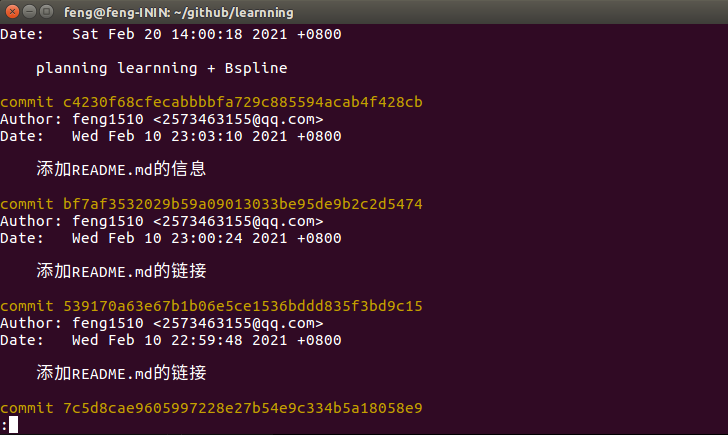 feng@feng-ININ: ~/github/learnning
Date:   Sat Feb 20 14:00:18 2021 +0800
planning learnning + Bspline
commit c4230f68cfecabbbbfa729c885594acab4f428cb
Author: feng1510 <2573463155@qq.com>
Date:   Wed Feb 10 23:03:10 2021 +0800
添加README.md的信息
commit bf7af3532029b59a09013033be95de9b2c2d5474
Author: feng1510 <2573463155@qq.com>
Date:   Wed Feb 10 23:00:24 2021 +0800
添加README.md的链接
commit 539170a63e67b1b06e5ce1536bddd835f3bd9c15
Author: feng1510 <2573463155@qq.com>
Date:   Wed Feb 10 22:59:48 2021 +0800
添加README.md的链接
commit 7c5d8cae9605997228e27b54e9c334b5a18058e9
: